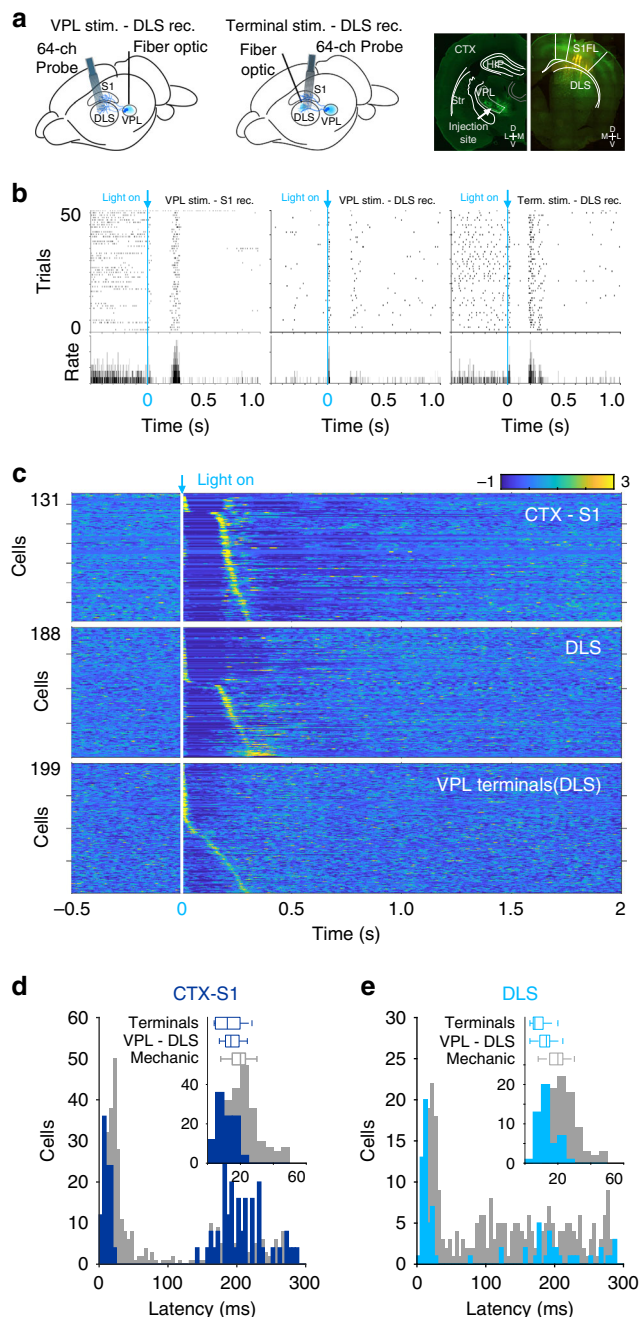 a
VPL stim. - DLS rec.
64-ch
Probe
Fiber optic
S1
DLS
VPL
Terminal stim. - DLS rec.
Fiber
optic
64-ch Probe
S1
DLS
VPL
CTX
HIP
Str
VPL
Injection
site
D
L M
V
S1FL
DLS
D
M L
V
b
Light on
VPL stim. - S1 rec.
Light on
VPL stim. - DLS rec.
Light on
Term. stim. - DLS rec.
50
Trials
0
Rate
0 0.5 1.0
0 0.5 1.0
0 0.5 1.0
Time (s)
Time (s)
Time (s)
c
Light on
−1 3
131
Cells
CTX - S1
188
Cells
DLS
199
Cells
VPL terminals(DLS)
−0.5 0 0.5 1.0 1.5 2
Time (s)
d
CTX-S1
60
50
40
30
20
10
0
Cells
Terminals
VPL - DLS
Mechanic
40
20
0
20 60
0 100 200 300
Latency (ms)
e
DLS
30
25
20
15
10
5
0
Cells
Terminals
VPL - DLS
Mechanic
20
0
20 60
0 100 200 300
Latency (ms)